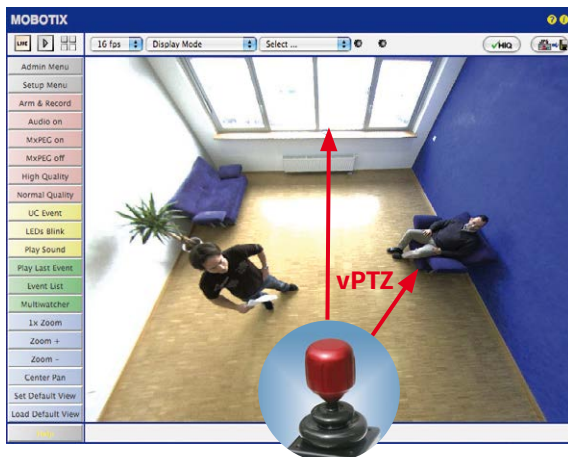 MOBOTIX
? i
LIVE
16 fps
Display Mode
Select ...
HIQ
Admin Menu
Setup Menu
Arm & Record
Audio on
MxPEG on
MxPEG off
High Quality
Normal Quality
UC Event
LEDs Blink
Play Sound
Play Last Event
Event List
Multiwatcher
1x Zoom
Zoom +
Zoom -
Center Pan
Set Default View
Load Default View
vPTZ